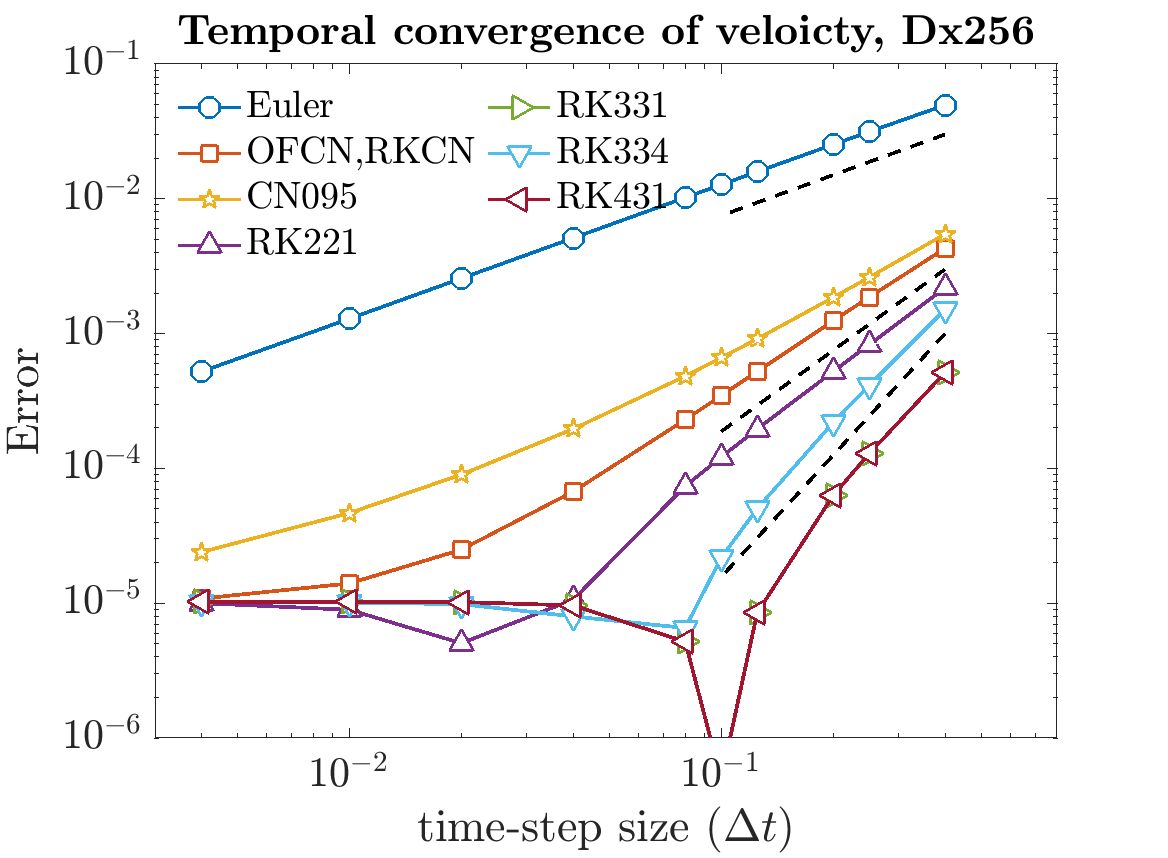 Temporal convergence of veloicty, Dx256
10⁻¹
10⁻²
10⁻³
10⁻⁴
10⁻⁵
10⁻⁶
Error
Euler
OFCN,RKCN
CN095
RK221
RK331
RK334
RK431
10⁻²
10⁻¹
time-step size (Δt)